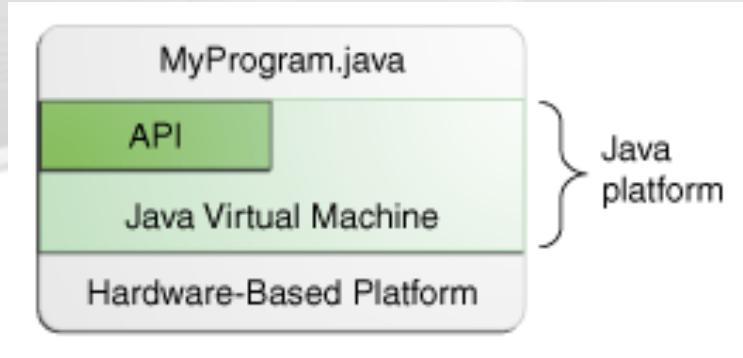 MyProgram.java
API
Java Virtual Machine
Hardware-Based Platform
Java
platform